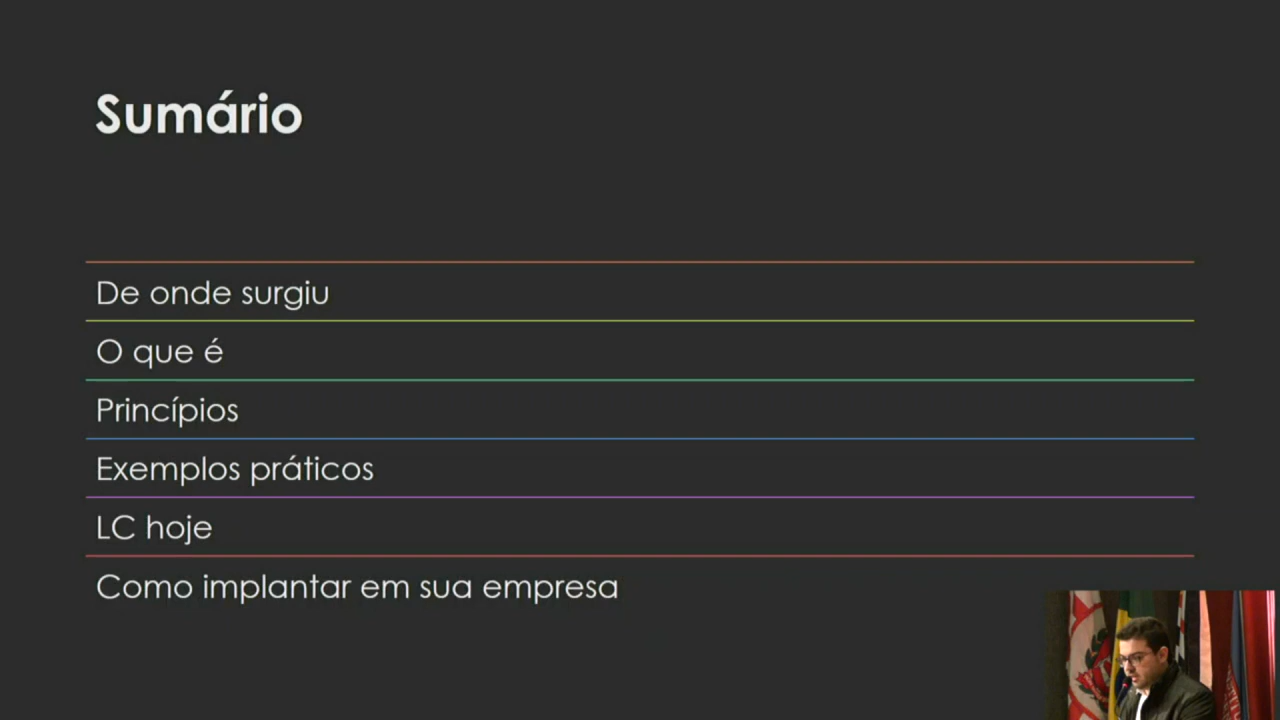 Sumário
De onde surgiu
O que é
Princípios
Exemplos práticos
LC hoje
Como implantar em sua empresa